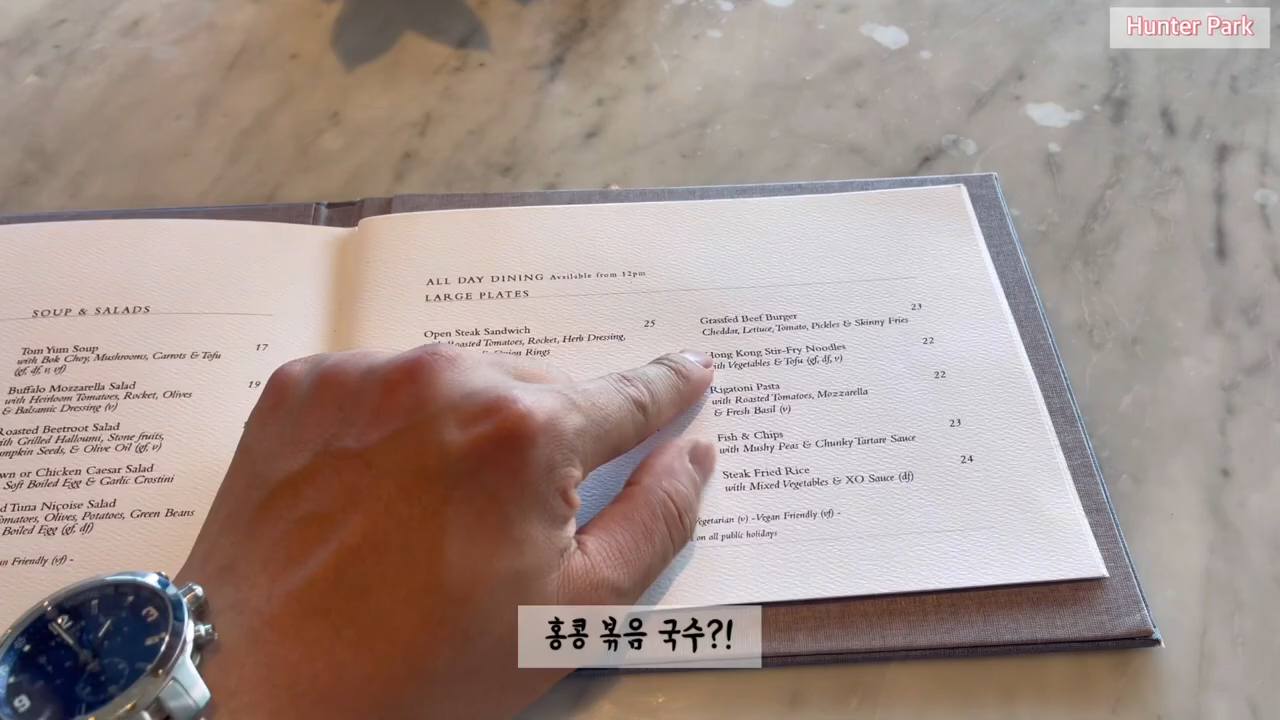 Hunter Park
SOUP & SALADS
Tom Yum Soup 17
with Bok Choy, Mushrooms, Carrots & Tofu
(gf, df, v, vf)
Buffalo Mozzarella Salad 19
with Heirloom Tomatoes, Rocket, Olives
& Balsamic Dressing (v)
Roasted Beetroot Salad
with Grilled Halloumi, Stone fruits,
Pumpkin Seeds, & Olive Oil (gf, v)
or Chicken Caesar Salad
Soft Boiled Egg & Garlic Crostini
Tuna Niçoise Salad
Tomatoes, Olives, Potatoes, Green Beans
Boiled Egg (gf, df)
Friendly (vf) -
ALL DAY DINING Available from 12pm
LARGE PLATES
Open Steak Sandwich 25
with Roasted Tomatoes, Rocket, Herb Dressing,
Onion Rings
Grassfed Beef Burger 23
Cheddar, Lettuce, Tomato, Pickles & Skinny Fries
Hong Kong Stir-Fry Noodles 22
with Vegetables & Tofu (gf, df, v)
Rigatoni Pasta 22
with Roasted Tomatoes, Mozzarella
& Fresh Basil (v)
Fish & Chips 23
with Mushy Peas & Chunky Tartare Sauce
Steak Fried Rice 24
with Mixed Vegetables & XO Sauce (df)
Vegetarian (v) -Vegan Friendly (vf) -
on all public holidays
홍콩 볶음 국수?!